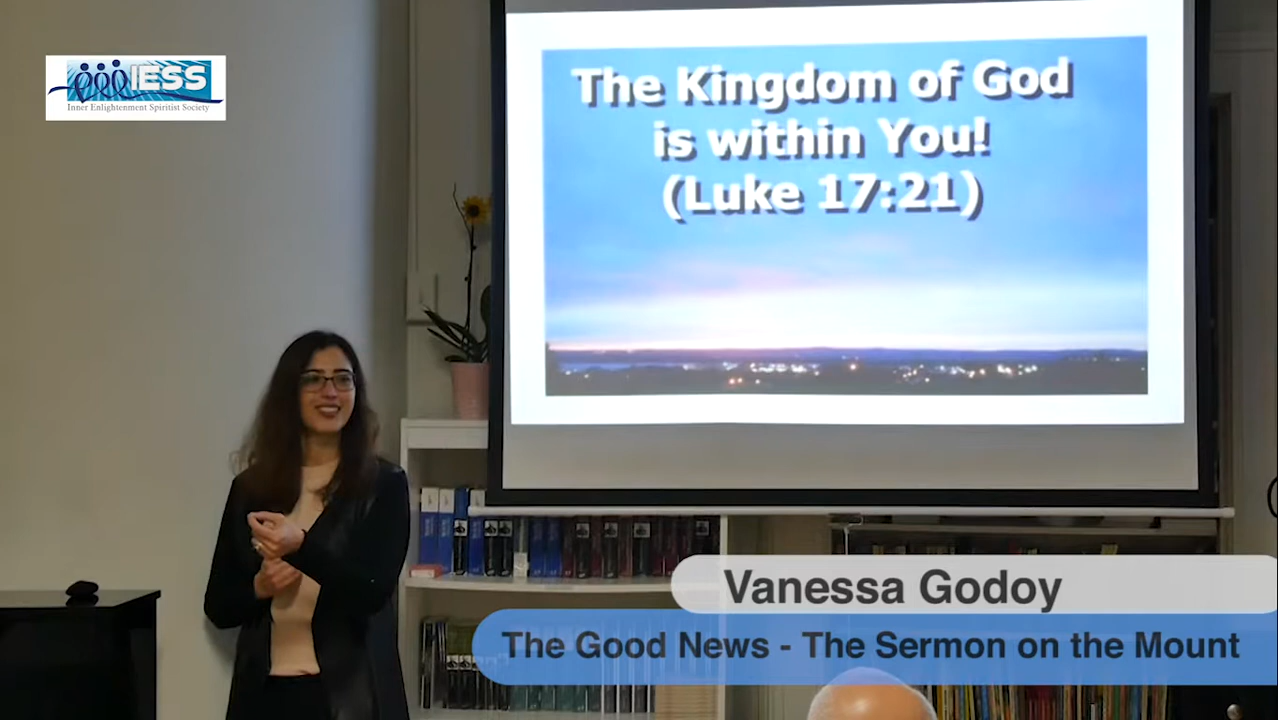 IESS
Inner Enlightenment Spiritist Society
The Kingdom of God
is within You!
(Luke 17:21)
Vanessa Godoy
The Good News - The Sermon on the Mount